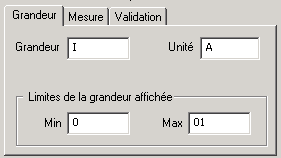 Grandeur Mesure Validation
Grandeur I Unité A
Limites de la grandeur affichée
Min 0 Max 01